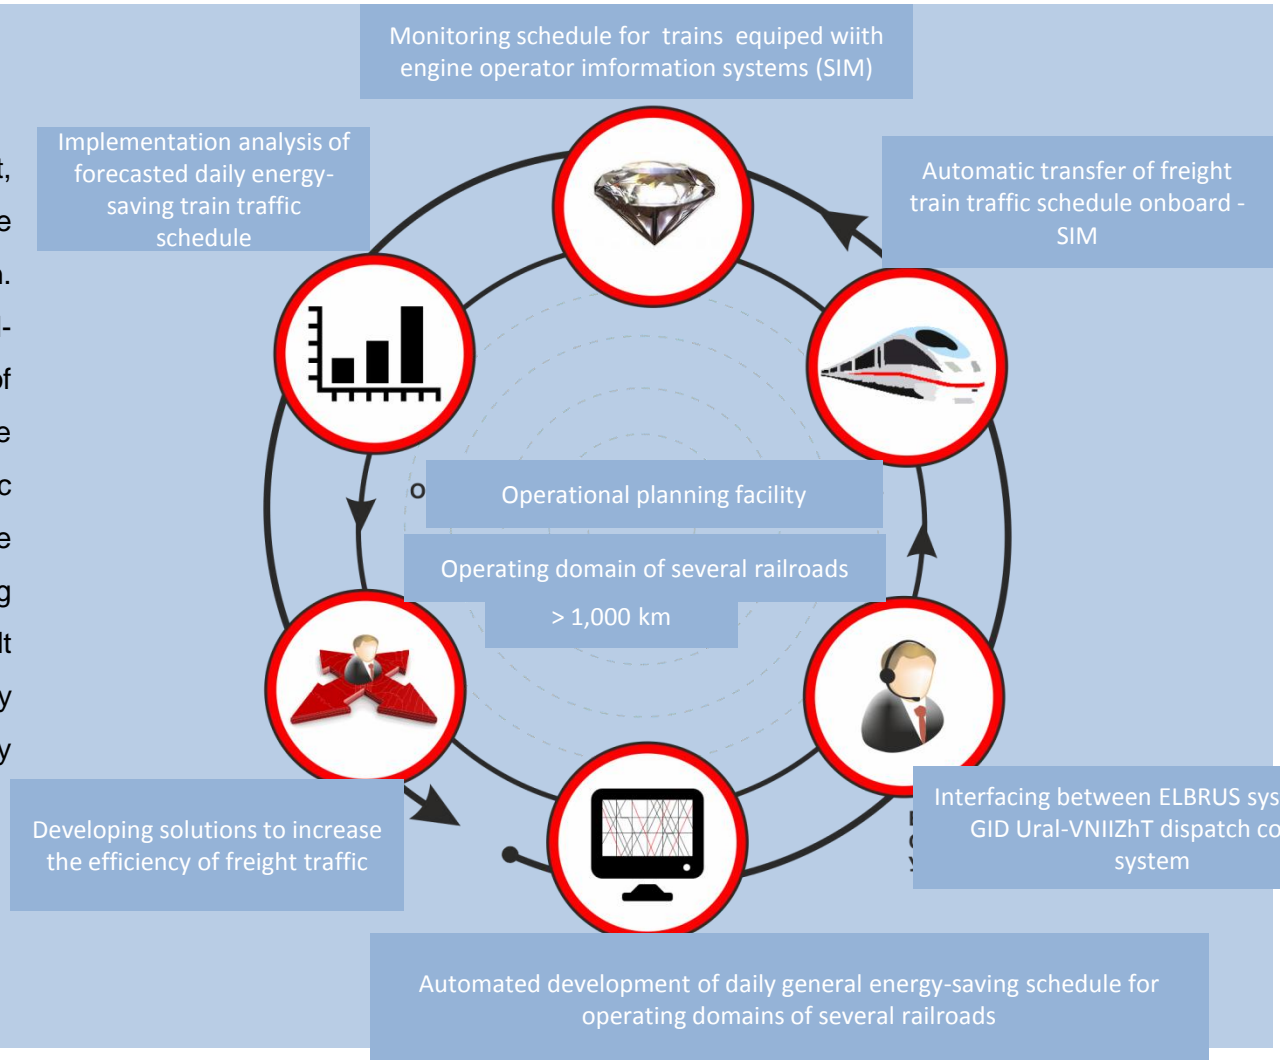 Monitoring schedule for trains equiped wiith
engine operator imformation systems (SIM)
Implementation analysis of
forecasted daily energy-
saving train traffic
schedule
Automatic transfer of freight
train traffic schedule onboard -
SIM
Operational planning facility
Operating domain of several railroads
> 1,000 km
Developing solutions to increase
the efficiency of freight traffic
Interfacing between ELBRUS
GID Ural-VNIIZhT dispatch
system
Automated development of daily general energy-saving schedule for
operating domains of several railroads